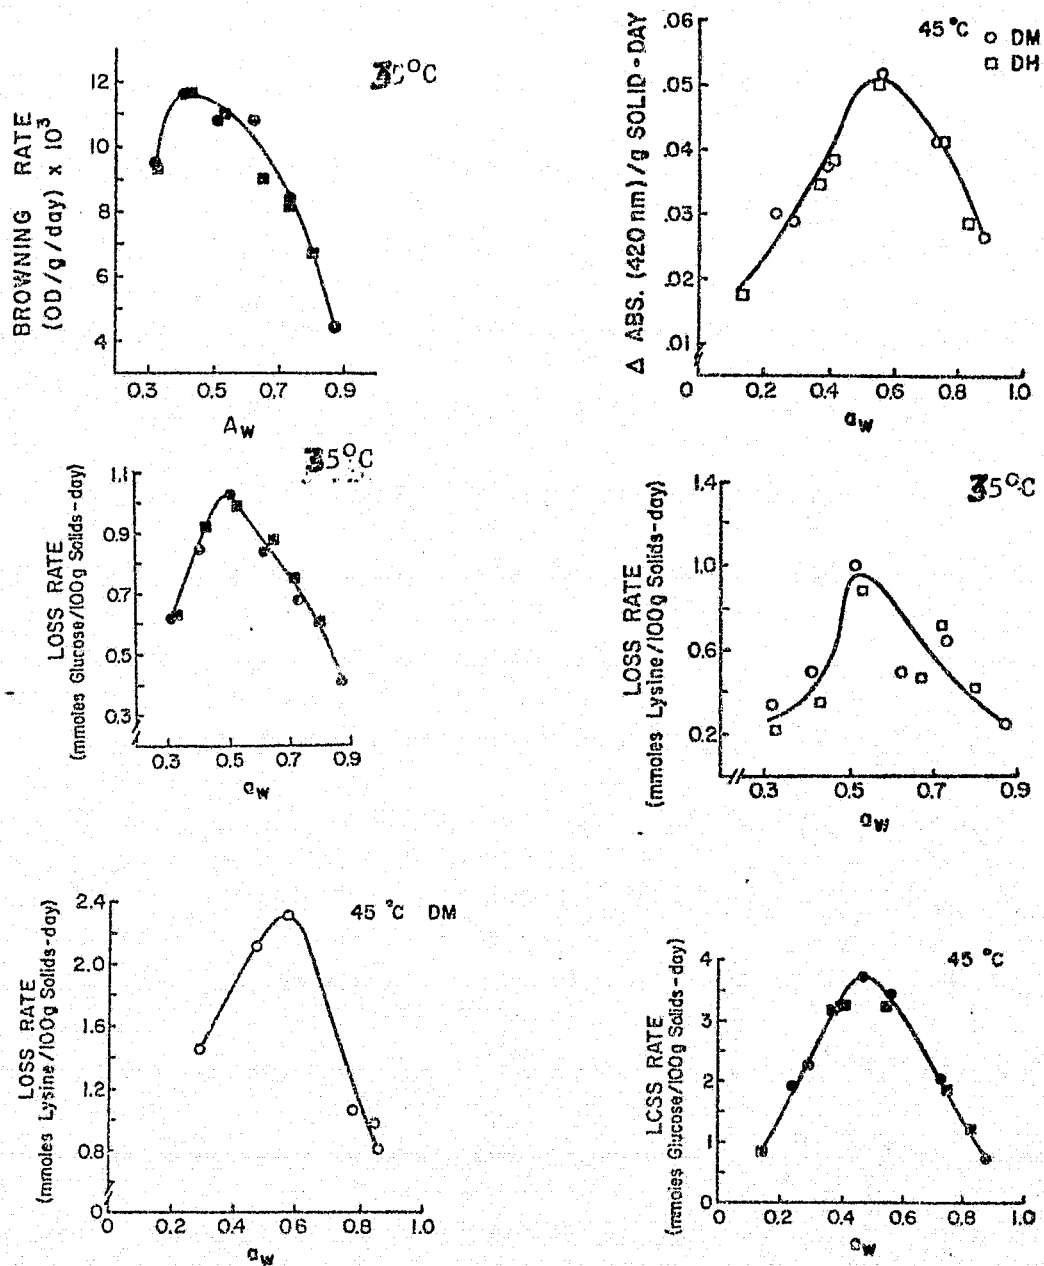 35°C
BROWNING RATE
(OD/g/day) x 10³
12
10
8
6
4
0.3 0.5 0.7 0.9
Aw
45 °C
○ DM
□ DH
Δ ABS. (420 nm)/g SOLID-DAY
.06
.05
.04
.03
.02
.01
0 0.2 0.4 0.6 0.8 1.0
aw
35°C
LOSS RATE
(mmoles Glucose/100g Solids-day)
1.1
0.9
0.7
0.5
0.3
0.3 0.5 0.7 0.9
aw
35°C
LOSS RATE
(mmoles Lysine/100g Solids-day)
1.4
1.0
0.6
0.2
0.3 0.5 0.7 0.9
aw
45 °C DM
LOSS RATE
(mmoles Lysine/100g Solids-day)
2.4
2.0
1.6
1.2
0.8
0
0 0.2 0.4 0.6 0.8 1.0
aw
45 °C
LOSS RATE
(mmoles Glucose/100g Solids-day)
4
3
2
1
0
0 0.2 0.4 0.6 0.8 1.0
aw